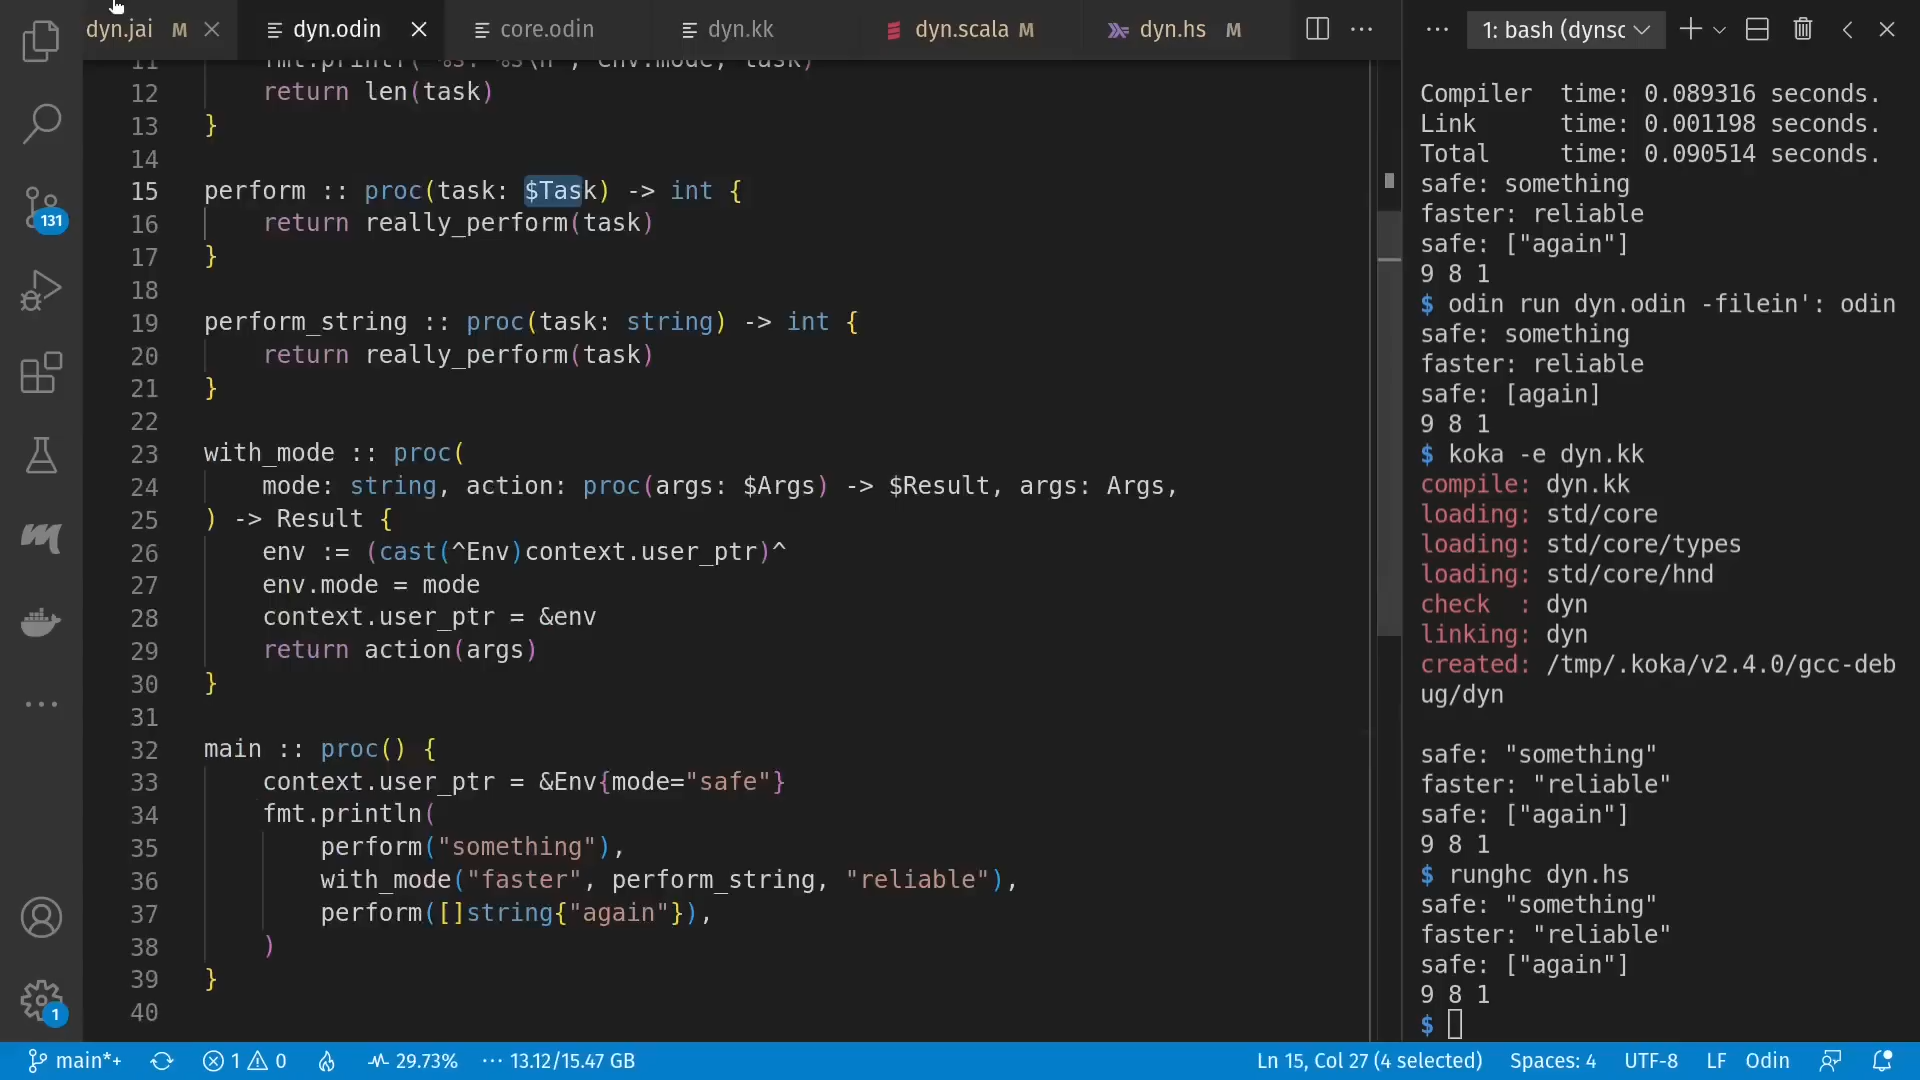 dyn.jai M
dyn.odin
core.odin
dyn.kk
dyn.scala M
dyn.hs M
1: bash (dynsc
11 fmt.printf("%s: %s\n", env.mode, task)
12 return len(task)
13 }
14
15 perform :: proc(task: $Task) -> int {
16 return really_perform(task)
17 }
18
19 perform_string :: proc(task: string) -> int {
20 return really_perform(task)
21 }
22
23 with_mode :: proc(
24 mode: string, action: proc(args: $Args) -> $Result, args: Args,
25 ) -> Result {
26 env := (cast(^Env)context.user_ptr)^
27 env.mode = mode
28 context.user_ptr = &env
29 return action(args)
30 }
31
32 main :: proc() {
33 context.user_ptr = &Env{mode="safe"}
34 fmt.println(
35 perform("something"),
36 with_mode("faster", perform_string, "reliable"),
37 perform([]string{"again"}),
38 )
39 }
40
Compiler time: 0.089316 seconds.
Link time: 0.001198 seconds.
Total time: 0.090514 seconds.
safe: something
faster: reliable
safe: ["again"]
9 8 1
$ odin run dyn.odin -filein': odin
safe: something
faster: reliable
safe: [again]
9 8 1
$ koka -e dyn.kk
compile: dyn.kk
loading: std/core
loading: std/core/types
loading: std/core/hnd
check : dyn
linking: dyn
created: /tmp/.koka/v2.4.0/gcc-deb
ug/dyn
safe: "something"
faster: "reliable"
safe: ["again"]
9 8 1
$ runghc dyn.hs
safe: "something"
faster: "reliable"
safe: ["again"]
9 8 1
$
131
1
main*+
1 0
29.73%
13.12/15.47 GB
Ln 15, Col 27 (4 selected)
Spaces: 4
UTF-8
LF
Odin